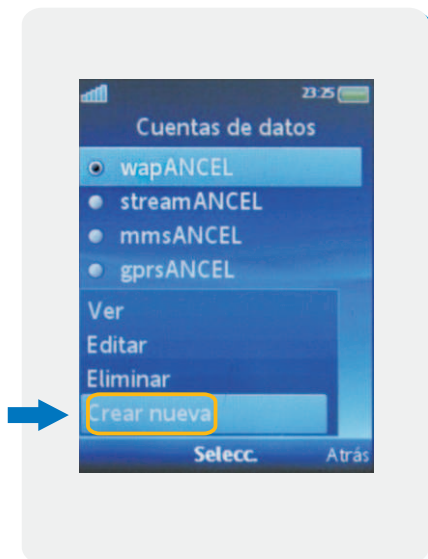 23:25
Cuentas de datos
wapANCEL
streamANCEL
mmsANCEL
gprsANCEL
Ver
Editar
Eliminar
Crear nueva
Selecc. Atrás